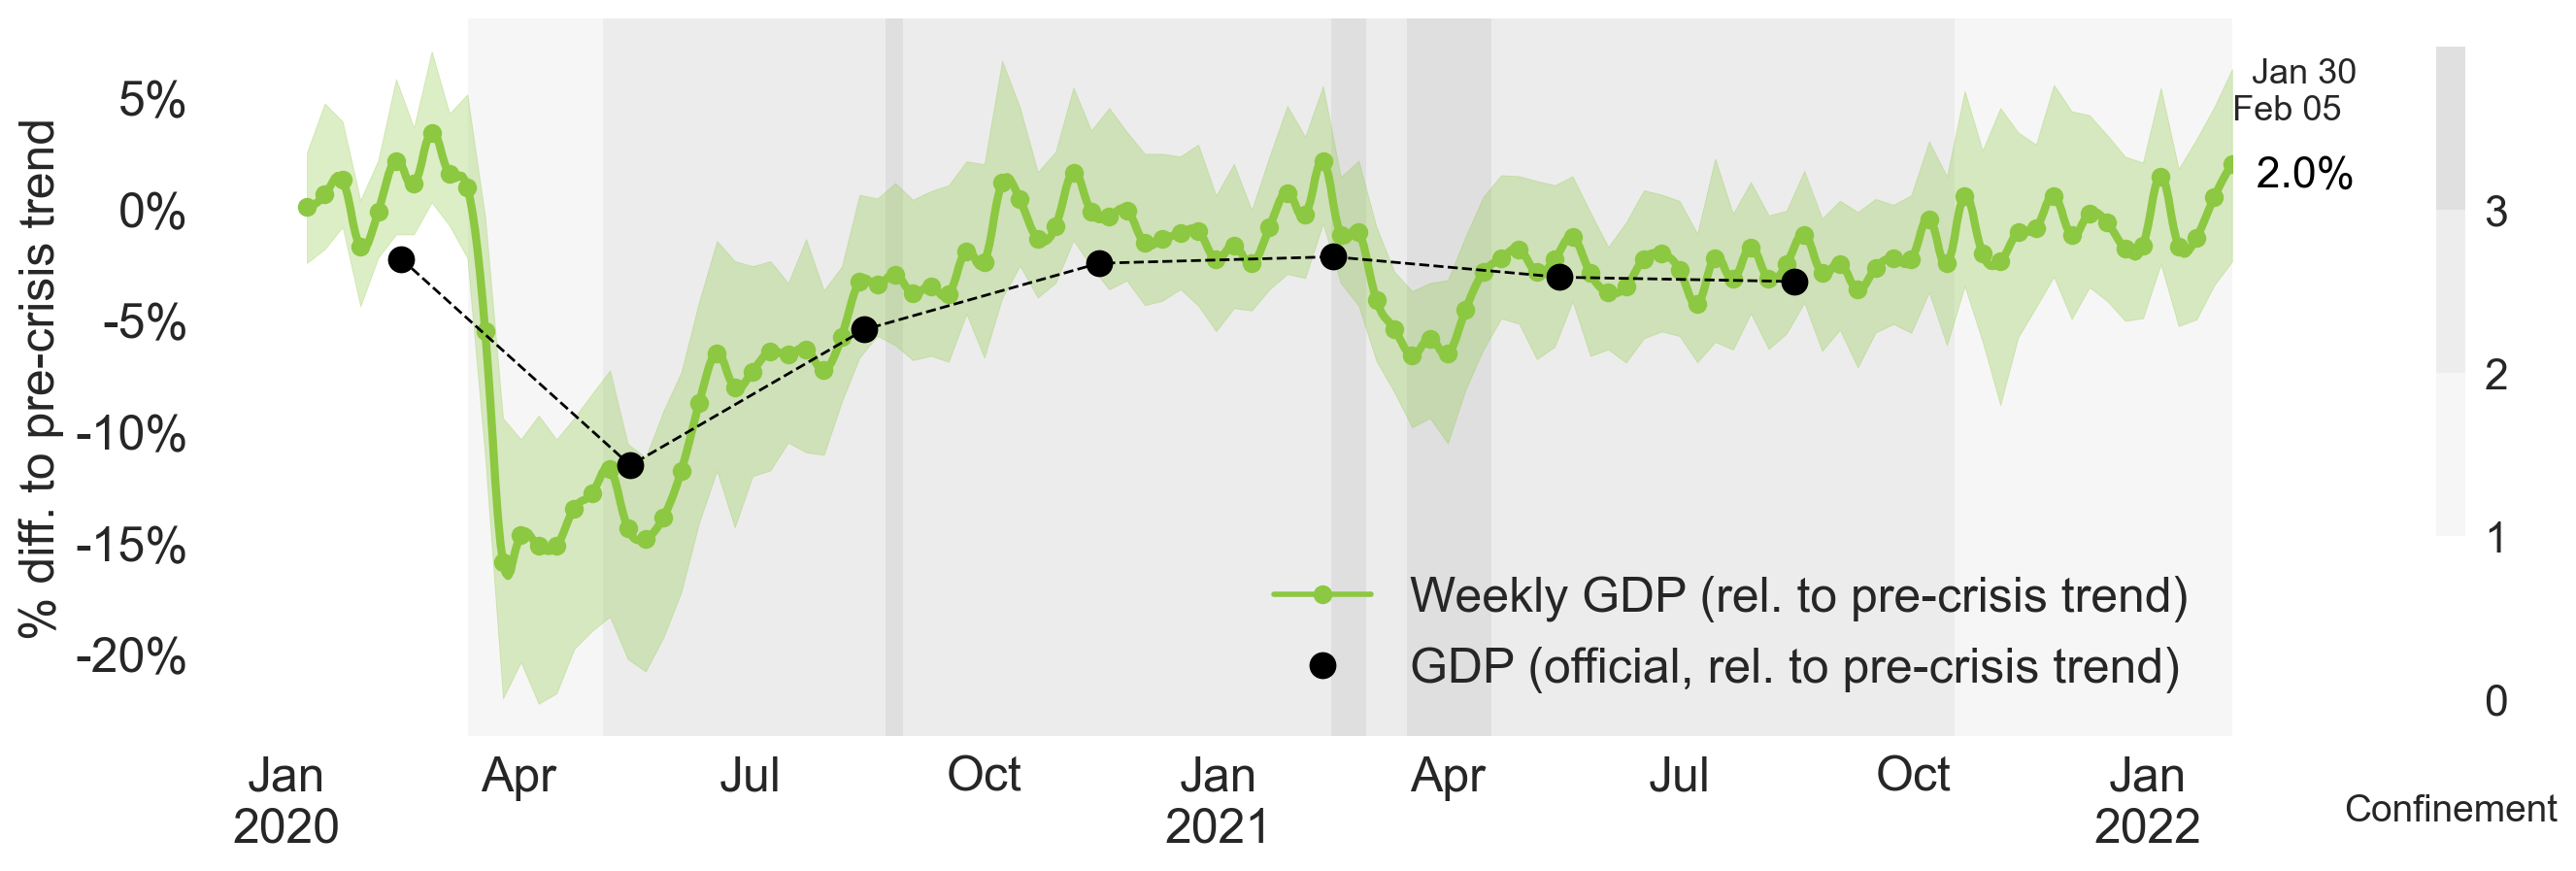 % diff. to pre-crisis trend
5%
0%
-5%
-10%
-15%
-20%
Jan 30
Feb 05
2.0%
Weekly GDP (rel. to pre-crisis trend)
GDP (official, rel. to pre-crisis trend)
Jan
2020
Apr
Jul
Oct
Jan
2021
Apr
Jul
Oct
Jan
2022
3
2
1
0
Confinement